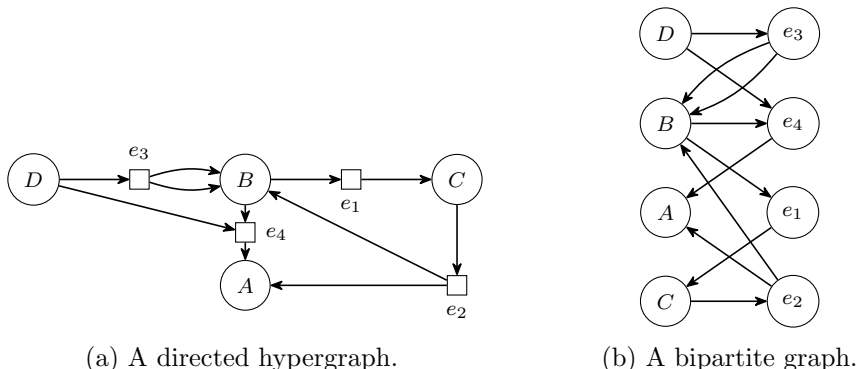 D
e3
B
e1
C
e4
A
e2
(a) A directed hypergraph.
D
e3
B
e4
A
e1
C
e2
(b) A bipartite graph.